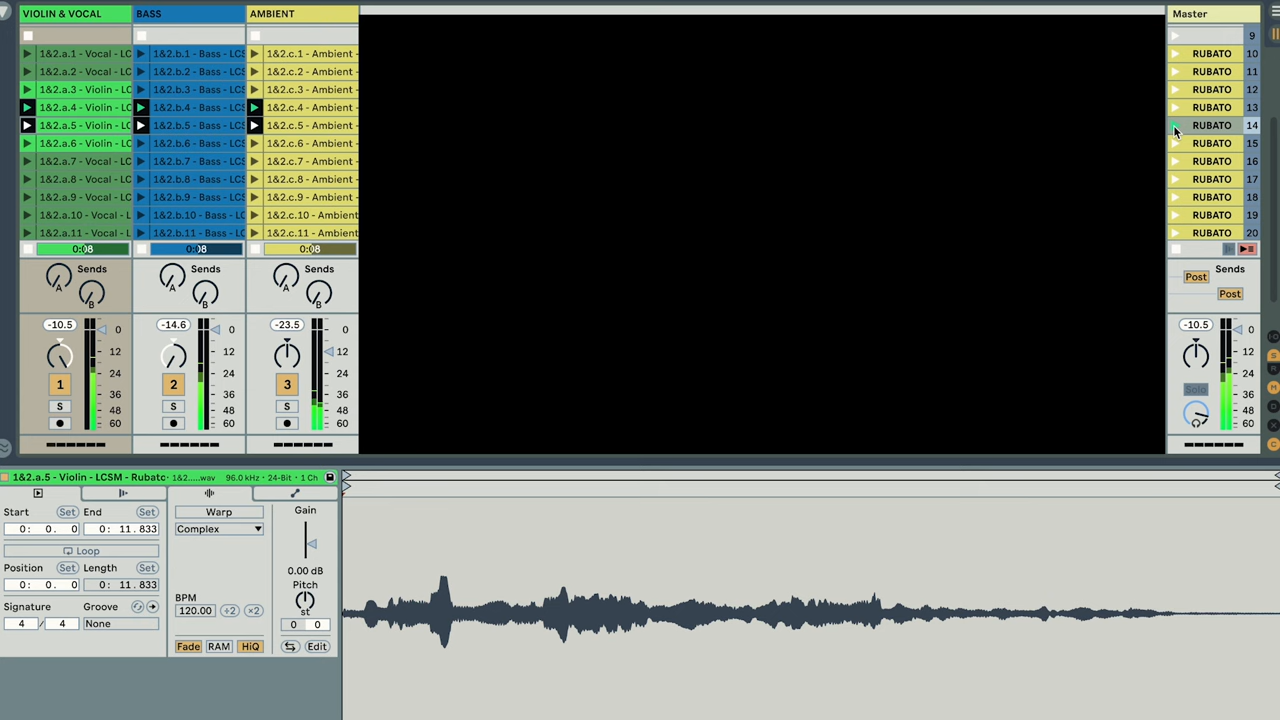 VIOLIN & VOCAL BASS AMBIENT Master
9
1&2.a.1 - Vocal - LC 1&2.b.1 - Bass - LCS 1&2.c.1 - Ambient - RUBATO 10
1&2.a.2 - Vocal - LC 1&2.b.2 - Bass - LCS 1&2.c.2 - Ambient - RUBATO 11
1&2.a.3 - Violin - LC 1&2.b.3 - Bass - LCS 1&2.c.3 - Ambient - RUBATO 12
1&2.a.4 - Violin - LC 1&2.b.4 - Bass - LCS 1&2.c.4 - Ambient - RUBATO 13
1&2.a.5 - Violin - LC 1&2.b.5 - Bass - LCS 1&2.c.5 - Ambient - RUBATO 14
1&2.a.6 - Violin - LC 1&2.b.6 - Bass - LCS 1&2.c.6 - Ambient - RUBATO 15
1&2.a.7 - Vocal - LC 1&2.b.7 - Bass - LCS 1&2.c.7 - Ambient - RUBATO 16
1&2.a.8 - Vocal - LC 1&2.b.8 - Bass - LCS 1&2.c.8 - Ambient - RUBATO 17
1&2.a.9 - Vocal - LC 1&2.b.9 - Bass - LCS 1&2.c.9 - Ambient - RUBATO 18
1&2.a.10 - Vocal - L 1&2.b.10 - Bass - LC 1&2.c.10 - Ambient RUBATO 19
1&2.a.11 - Vocal - L 1&2.b.11 - Bass - LC 1&2.c.11 - Ambient RUBATO 20
0:08 0:08 0:08
Sends Sends Sends Sends
A A A Post
B B B Post
-10.5 0 -14.6 0 -23.5 0 -10.5 0
12 12 12 12
24 24 24 24
1 2 3 Solo
36 36 36 36
S S S
48 48 48 48
60 60 60 60
1&2.a.5 - Violin - LCSM - Rubato 1&2.....wav 96.0 kHz · 24-Bit · 1 Ch
Start Set End Set Warp Gain
0: 0. 0 0: 11.833 Complex
Loop
Position Set Length Set 0.00 dB
0: 0. 0 0: 11.833 Pitch
Signature Groove BPM st
4 / 4 None 120.00 ÷2 ×2 0 0
Fade RAM HiQ Edit